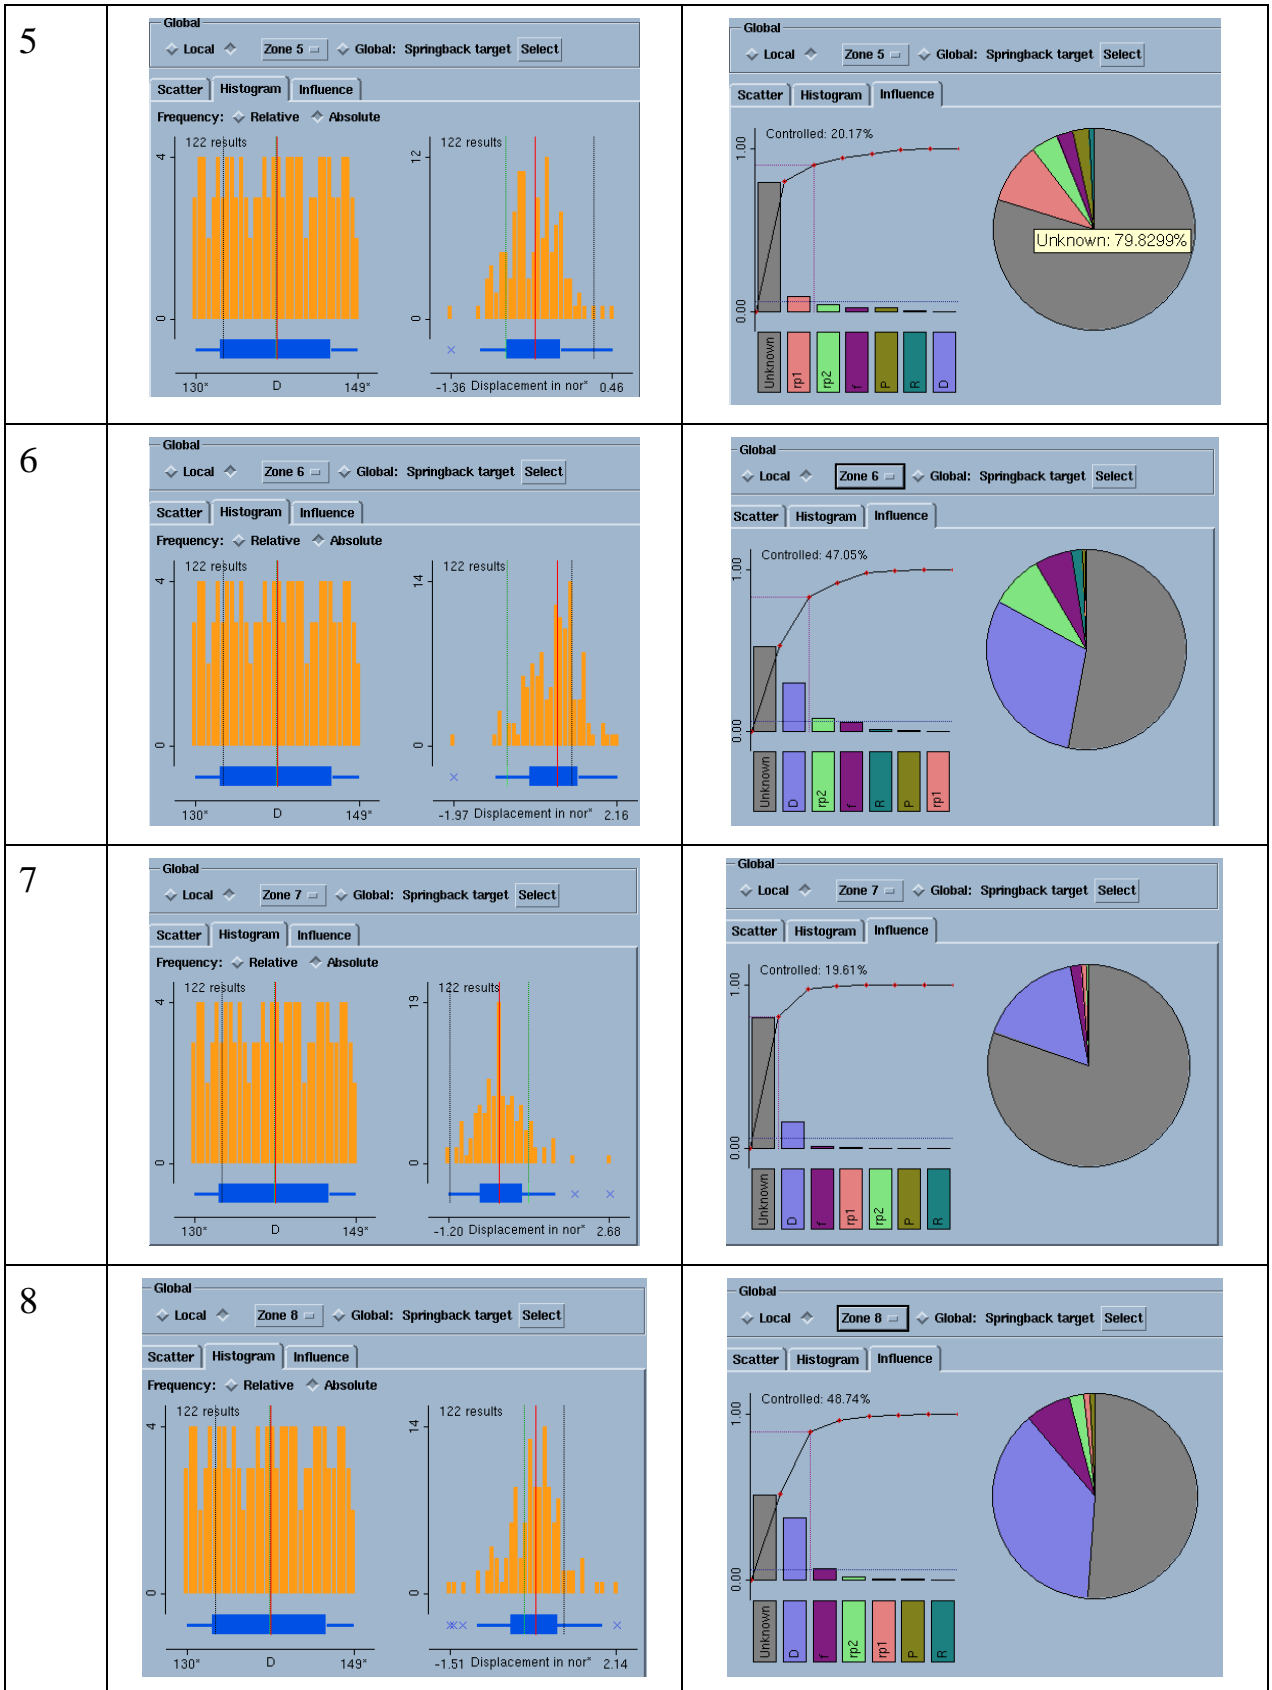 5
Global
Local Zone 5 Global: Springback target Select
Scatter Histogram Influence
Frequency: Relative Absolute
122 results
4
0
130* D 149*
122 results
12
0
-1.36 Displacement in nor* 0.46
Global
Local Zone 5 Global: Springback target Select
Scatter Histogram Influence
Controlled: 20.17%
1.00
0.00
Unknown rp1 rp2 f P R D
Unknown: 79.8299%
6
Global
Local Zone 6 Global: Springback target Select
Scatter Histogram Influence
Frequency: Relative Absolute
122 results
4
0
130* D 149*
122 results
14
0
-1.97 Displacement in nor* 2.16
Global
Local Zone 6 Global: Springback target Select
Scatter Histogram Influence
Controlled: 47.05%
1.00
0.00
Unknown D rp2 f R P rp1
7
Global
Local Zone 7 Global: Springback target Select
Scatter Histogram Influence
Frequency: Relative Absolute
122 results
4
0
130* D 149*
122 results
19
0
-1.20 Displacement in nor* 2.68
Global
Local Zone 7 Global: Springback target Select
Scatter Histogram Influence
Controlled: 19.61%
1.00
0.00
Unknown D f rp1 rp2 P R
8
Global
Local Zone 8 Global: Springback target Select
Scatter Histogram Influence
Frequency: Relative Absolute
122 results
4
0
130* D 149*
122 results
14
0
-1.51 Displacement in nor* 2.14
Global
Local Zone 8 Global: Springback target Select
Scatter Histogram Influence
Controlled: 48.74%
1.00
0.00
Unknown D f rp2 rp1 P R